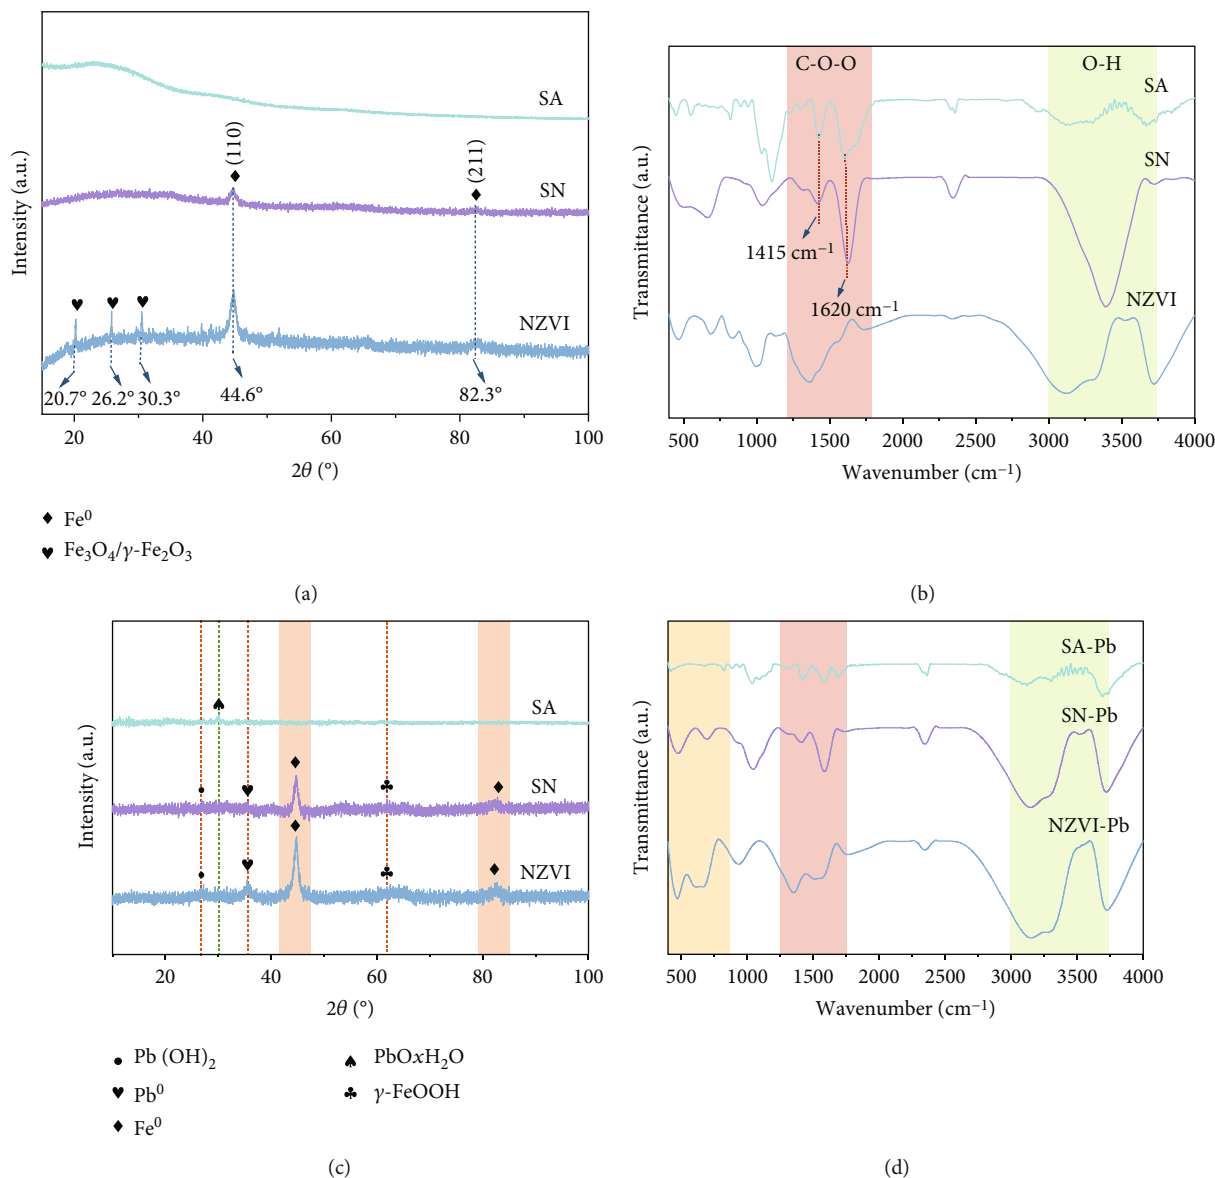 Intensity (a.u.)
SA
(110)
(211)
SN
NZVI
20.7°
26.2°
30.3°
44.6°
82.3°
20
40
60
80
100
2θ (°)
♦ Fe⁰
♥ Fe₃O₄/γ-Fe₂O₃
(a)
Transmittance (a.u.)
C-O-O
O-H
SA
SN
1415 cm⁻¹
1620 cm⁻¹
NZVI
500 1000 1500 2000 2500 3000 3500 4000
Wavenumber (cm⁻¹)
(b)
Intensity (a.u.)
SA
SN
NZVI
20 40 60 80 100
2θ (°)
• Pb (OH)₂
♥ Pb⁰
♦ Fe⁰
♠ PbOxH₂O
♣ γ-FeOOH
(c)
Transmittance (a.u.)
SA-Pb
SN-Pb
NZVI-Pb
500 1000 1500 2000 2500 3000 3500 4000
Wavenumber (cm⁻¹)
(d)